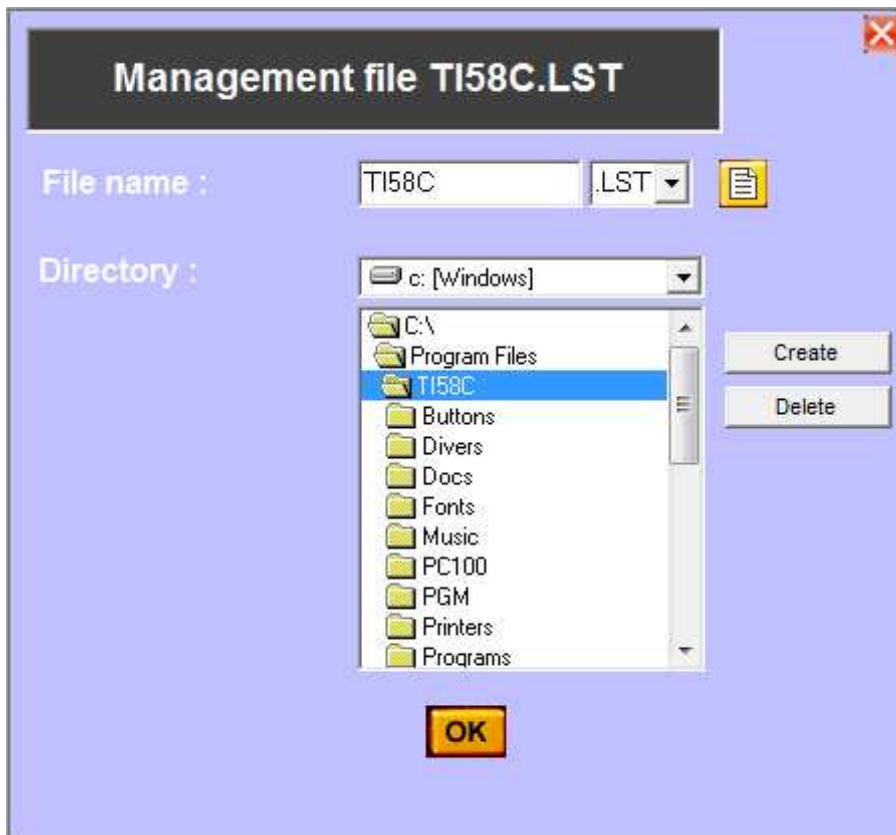 Management file TI58C.LST
File name :
TI58C
.LST
Directory :
c: [Windows]
C:\
Program Files
TI58C
Buttons
Divers
Docs
Fonts
Music
PC100
PGM
Printers
Programs
Create
Delete
OK